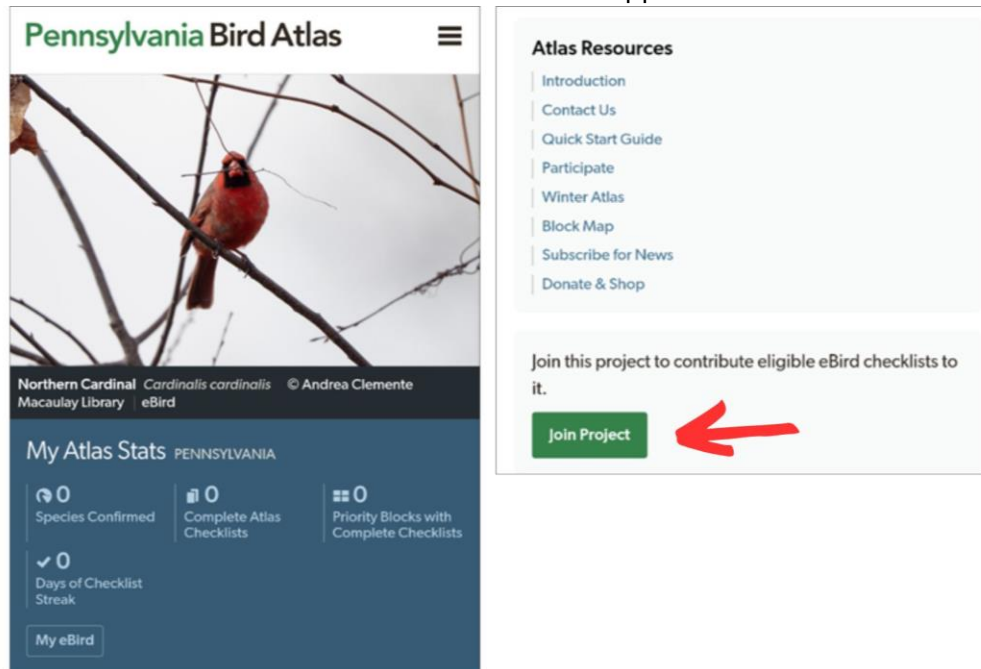 Pennsylvania Bird Atlas
Northern Cardinal Cardinalis cardinalis © Andrea Clemente
Macaulay Library eBird
My Atlas Stats PENNSYLVANIA
0
Species Confirmed
0
Complete Atlas
Checklists
0
Priority Blocks with
Complete Checklists
0
Days of Checklist
Streak
My eBird
Atlas Resources
Introduction
Contact Us
Quick Start Guide
Participate
Winter Atlas
Block Map
Subscribe for News
Donate & Shop
Join this project to contribute eligible eBird checklists to
it.
Join Project